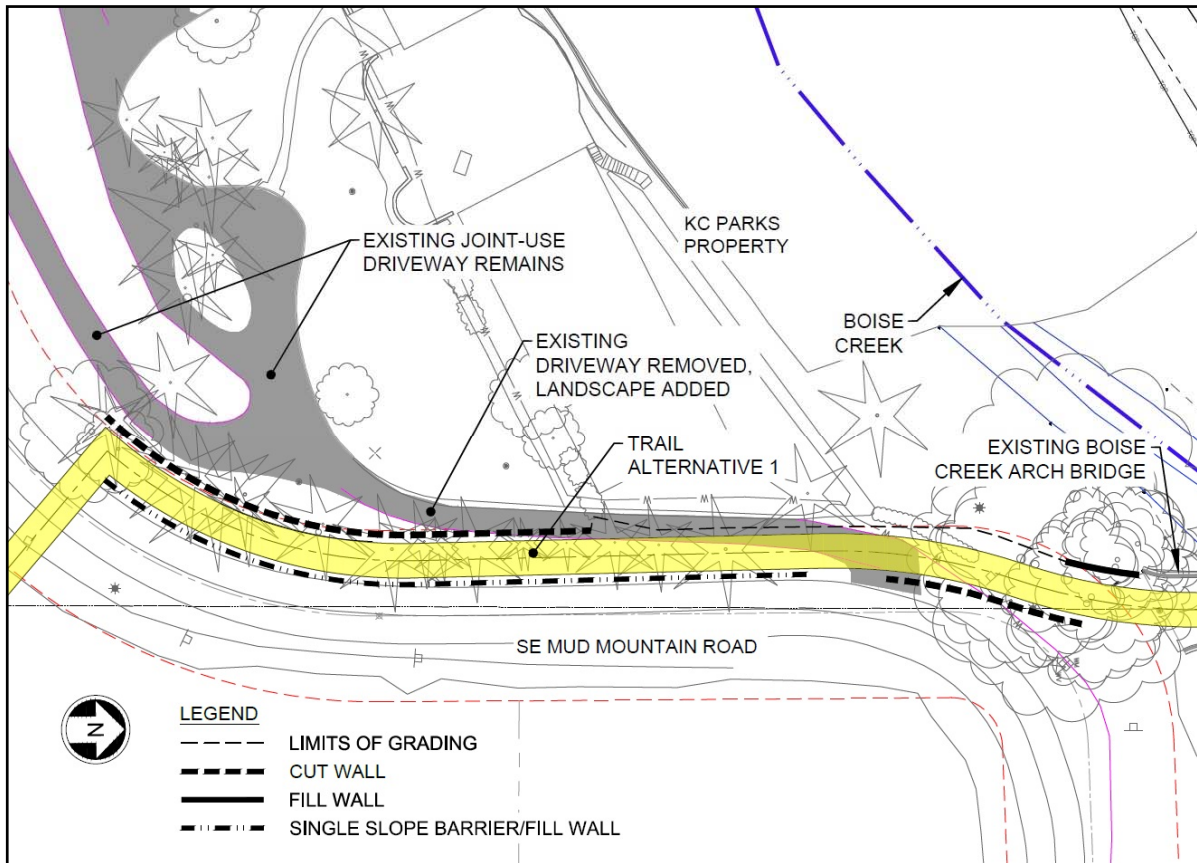 KC PARKS
PROPERTY
EXISTING JOINT-USE
DRIVEWAY REMAINS
BOISE
CREEK
EXISTING
DRIVEWAY REMOVED,
LANDSCAPE ADDED
TRAIL
ALTERNATIVE 1
EXISTING BOISE
CREEK ARCH BRIDGE
SE MUD MOUNTAIN ROAD
N
LEGEND
LIMITS OF GRADING
CUT WALL
FILL WALL
SINGLE SLOPE BARRIER/FILL WALL